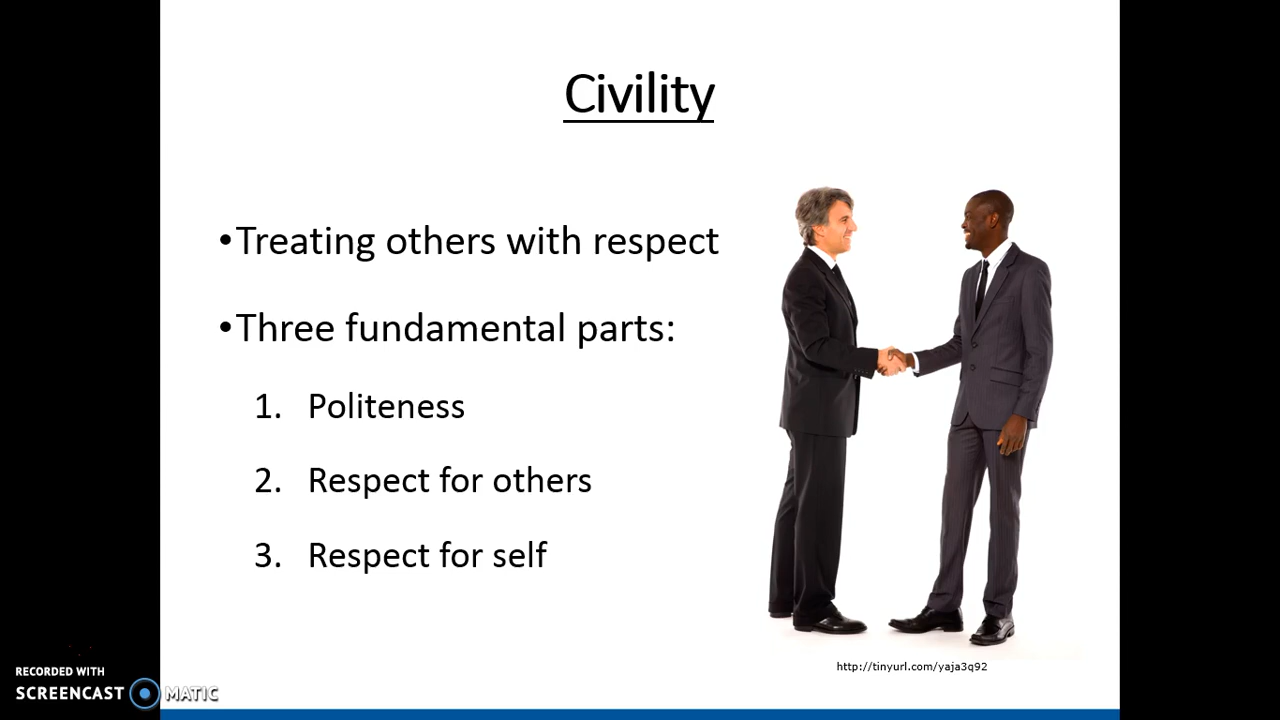 Civility
•Treating others with respect
•Three fundamental parts:
1. Politeness
2. Respect for others
3. Respect for self
http://tinyurl.com/yaja3q92
RECORDED WITH
SCREENCAST MATIC